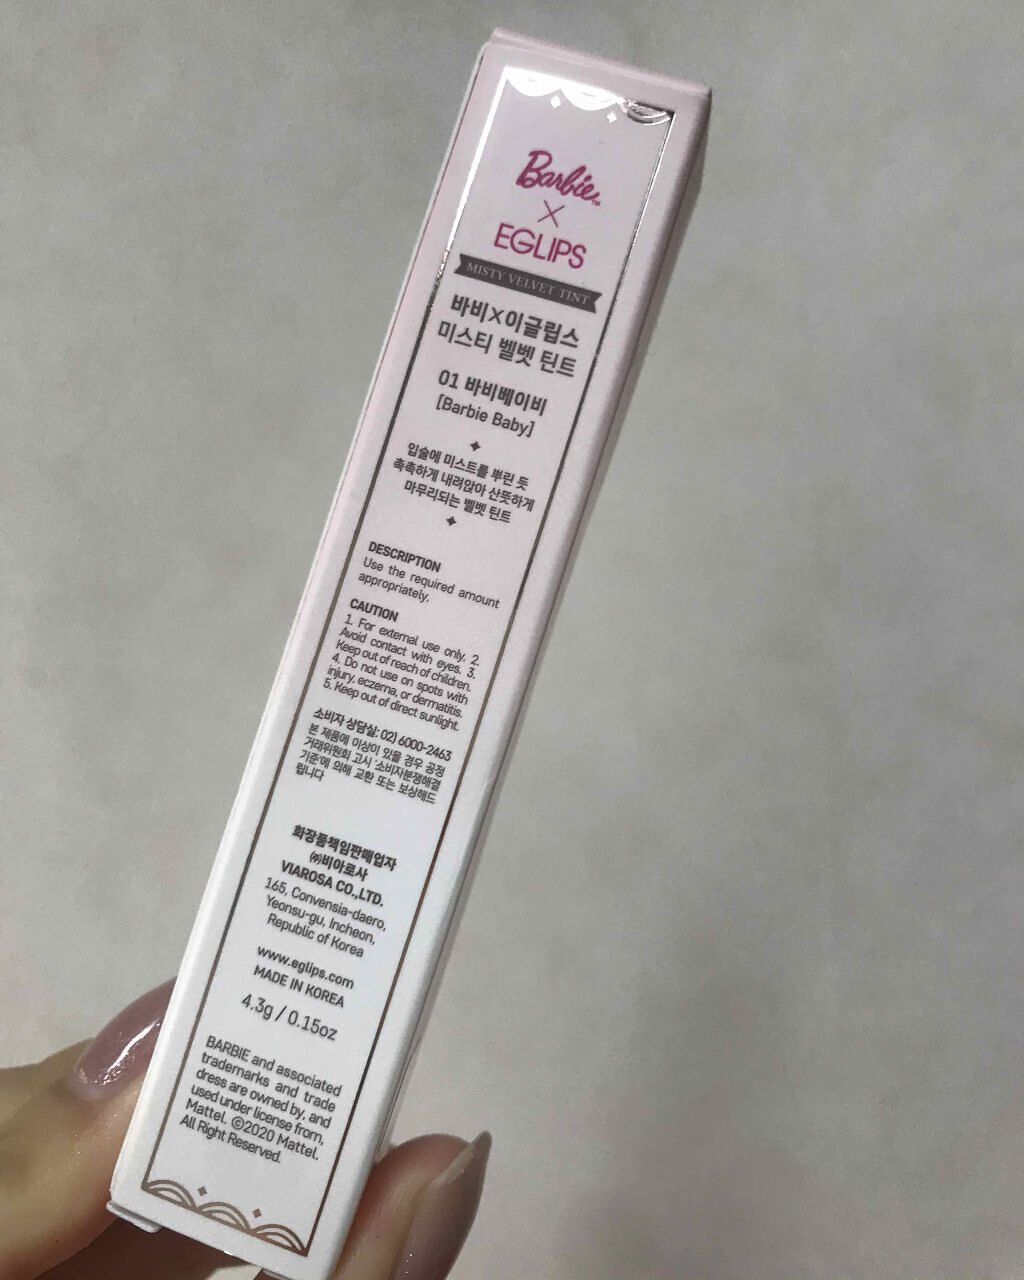 Barbie™
×
EGLIPS
MISTY VELVET TINT
바비×이글립스
미스티 벨벳 틴트
01 바비베이비
[Barbie Baby]
입술에 미스트를 뿌린 듯
촉촉하게 내려앉아 산뜻하게
마무리되는 벨벳 틴트
DESCRIPTION
Use the required amount
appropriately.
CAUTION
1. For external use only. 2.
Avoid contact with eyes. 3.
Keep out of reach of children.
4. Do not use on spots with
injury, eczema, or dermatitis.
5. Keep out of direct sunlight.
소비자 상담실: 02) 6000-2463
본 제품에 이상이 있을 경우 공정
거래위원회 고시 '소비자분쟁해결
기준'에 의해 교환 또는 보상해드
립니다
화장품책임판매업자
㈜비아로사
VIAROSA CO.,LTD.
165, Convensia-daero,
Yeonsu-gu, Incheon,
Republic of Korea
www.eglips.com
MADE IN KOREA
4.3g / 0.15oz
BARBIE and associated
trademarks and trade
dress are owned by, and
used under license from,
Mattel. ©2020 Mattel.
All Right Reserved.